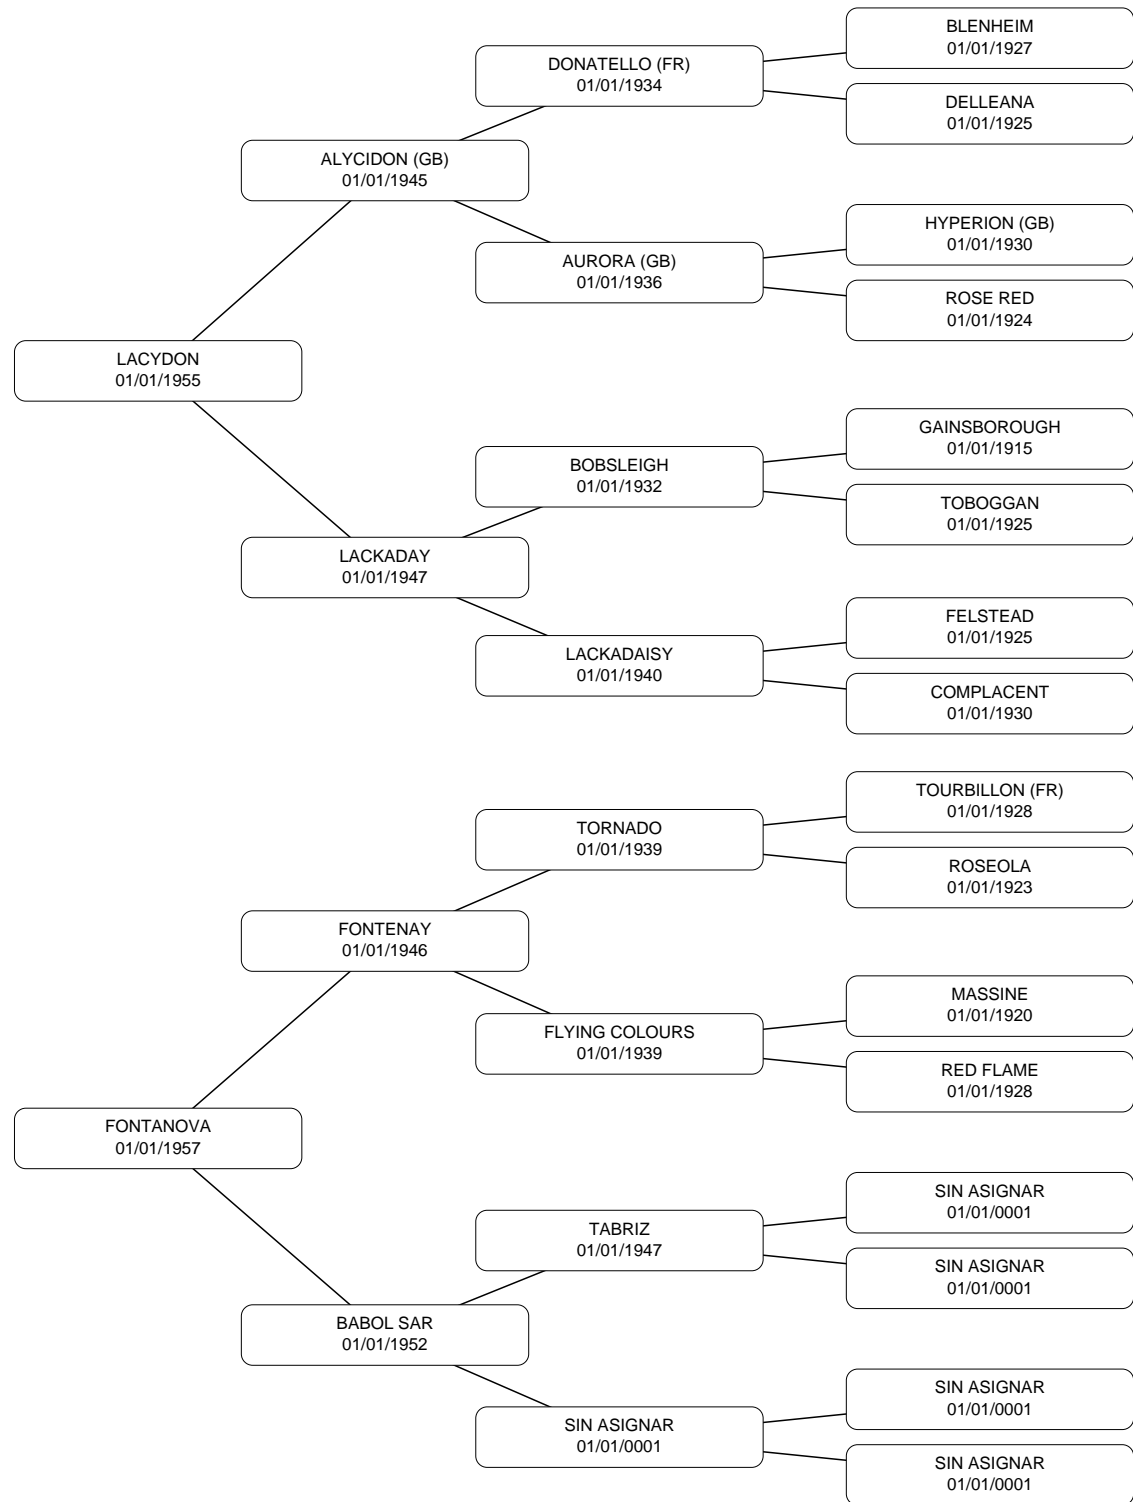 BLENHEIM
01/01/1927
DONATELLO (FR)
01/01/1934
DELLEANA
01/01/1925
ALYCIDON (GB)
01/01/1945
HYPERION (GB)
01/01/1930
AURORA (GB)
01/01/1936
ROSE RED
01/01/1924
LACYDON
01/01/1955
GAINSBOROUGH
01/01/1915
BOBSLEIGH
01/01/1932
TOBOGGAN
01/01/1925
LACKADAY
01/01/1947
FELSTEAD
01/01/1925
LACKADAISY
01/01/1940
COMPLACENT
01/01/1930
TOURBILLON (FR)
01/01/1928
TORNADO
01/01/1939
ROSEOLA
01/01/1923
FONTENAY
01/01/1946
MASSINE
01/01/1920
FLYING COLOURS
01/01/1939
RED FLAME
01/01/1928
FONTANOVA
01/01/1957
SIN ASIGNAR
01/01/0001
TABRIZ
01/01/1947
SIN ASIGNAR
01/01/0001
BABOL SAR
01/01/1952
SIN ASIGNAR
01/01/0001
SIN ASIGNAR
01/01/0001
SIN ASIGNAR
01/01/0001